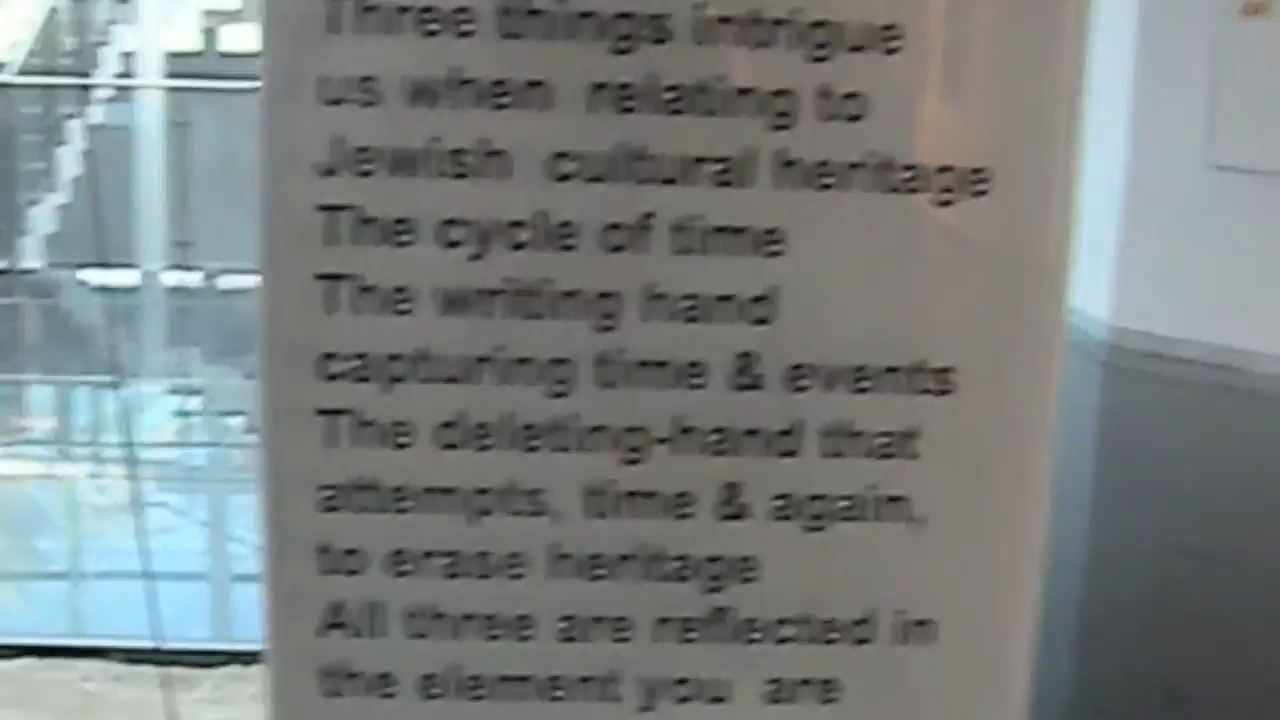 Three things intrigue
us when relating to
Jewish cultural heritage
The cycle of time
The writing hand
capturing time & events
The deleting-hand that
attempts, time & again,
to erase heritage
All three are reflected in
the element you are